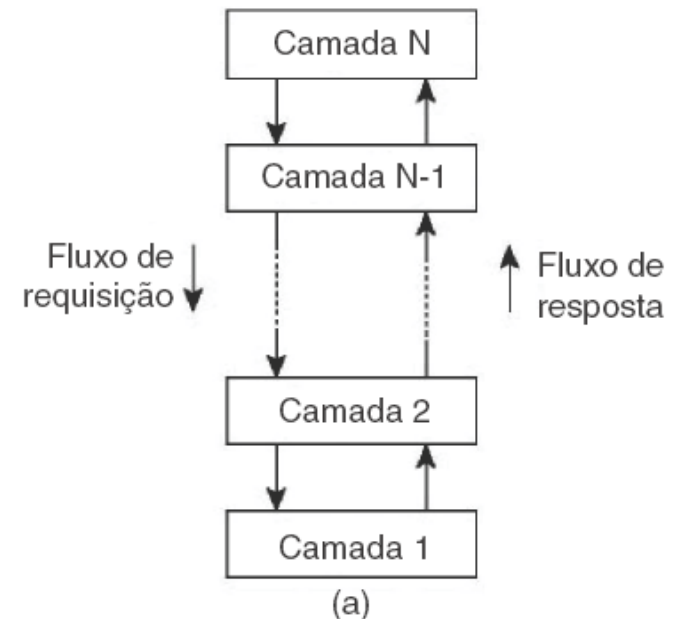 Camada N
Camada N-1
Fluxo de
requisição
Fluxo de
resposta
Camada 2
Camada 1
(a)